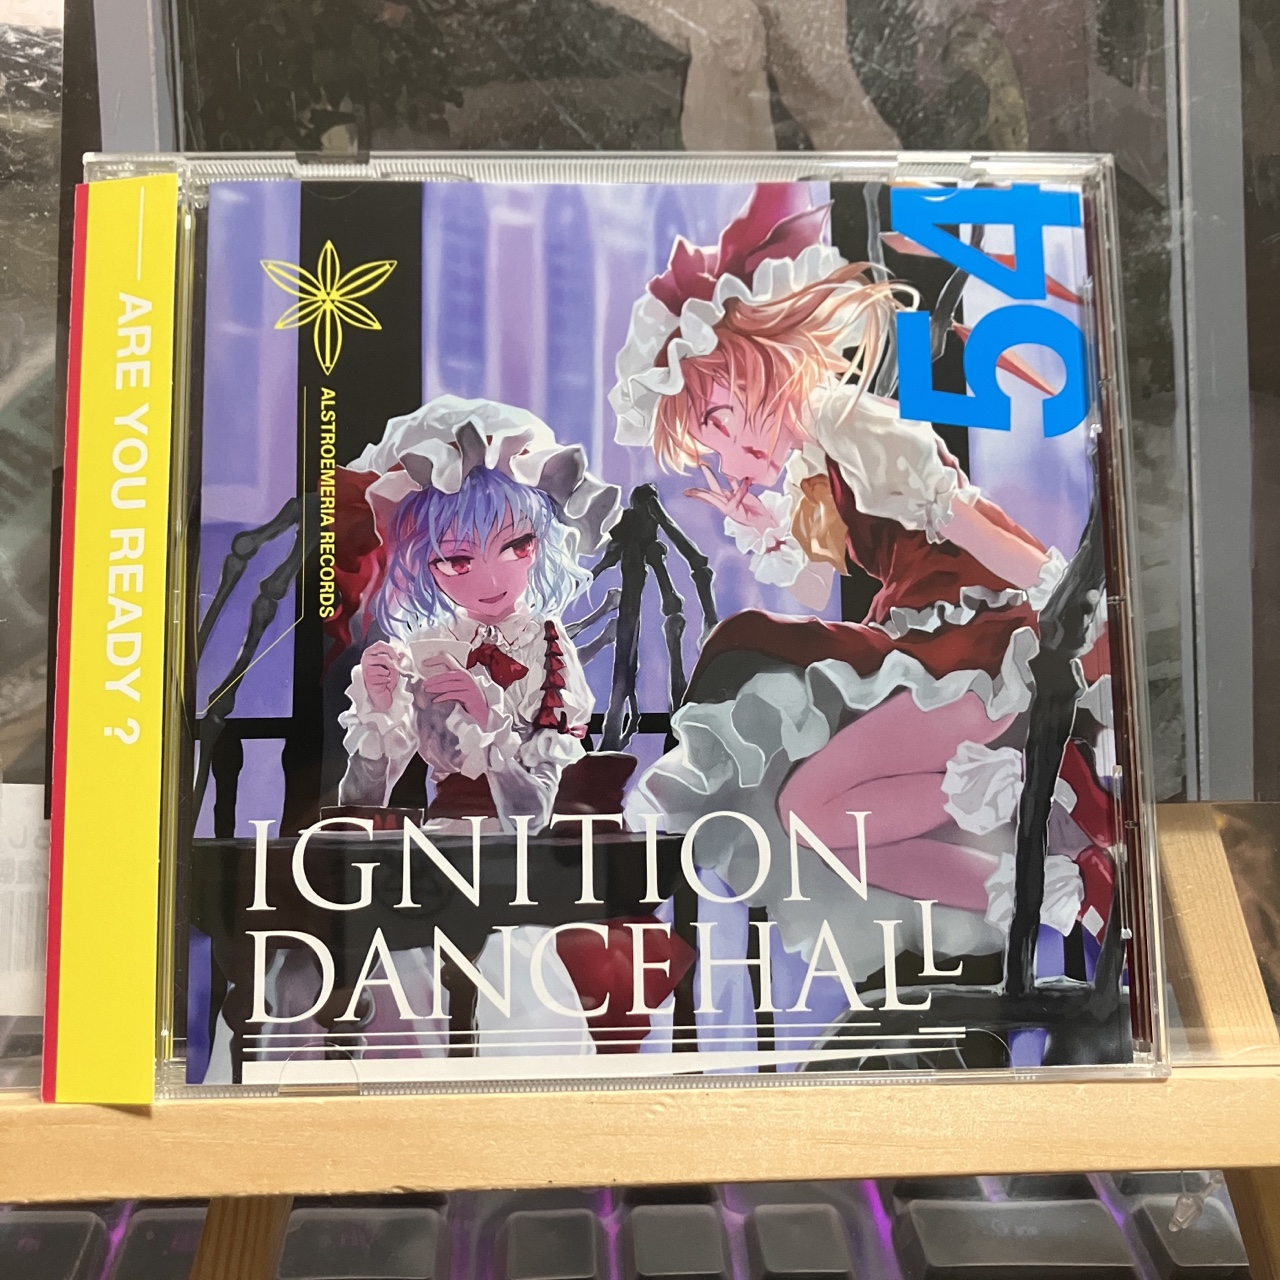 ARE YOU READY ?
ALSTROEMERIA RECORDS
54
IGNITION
DANCEHALL